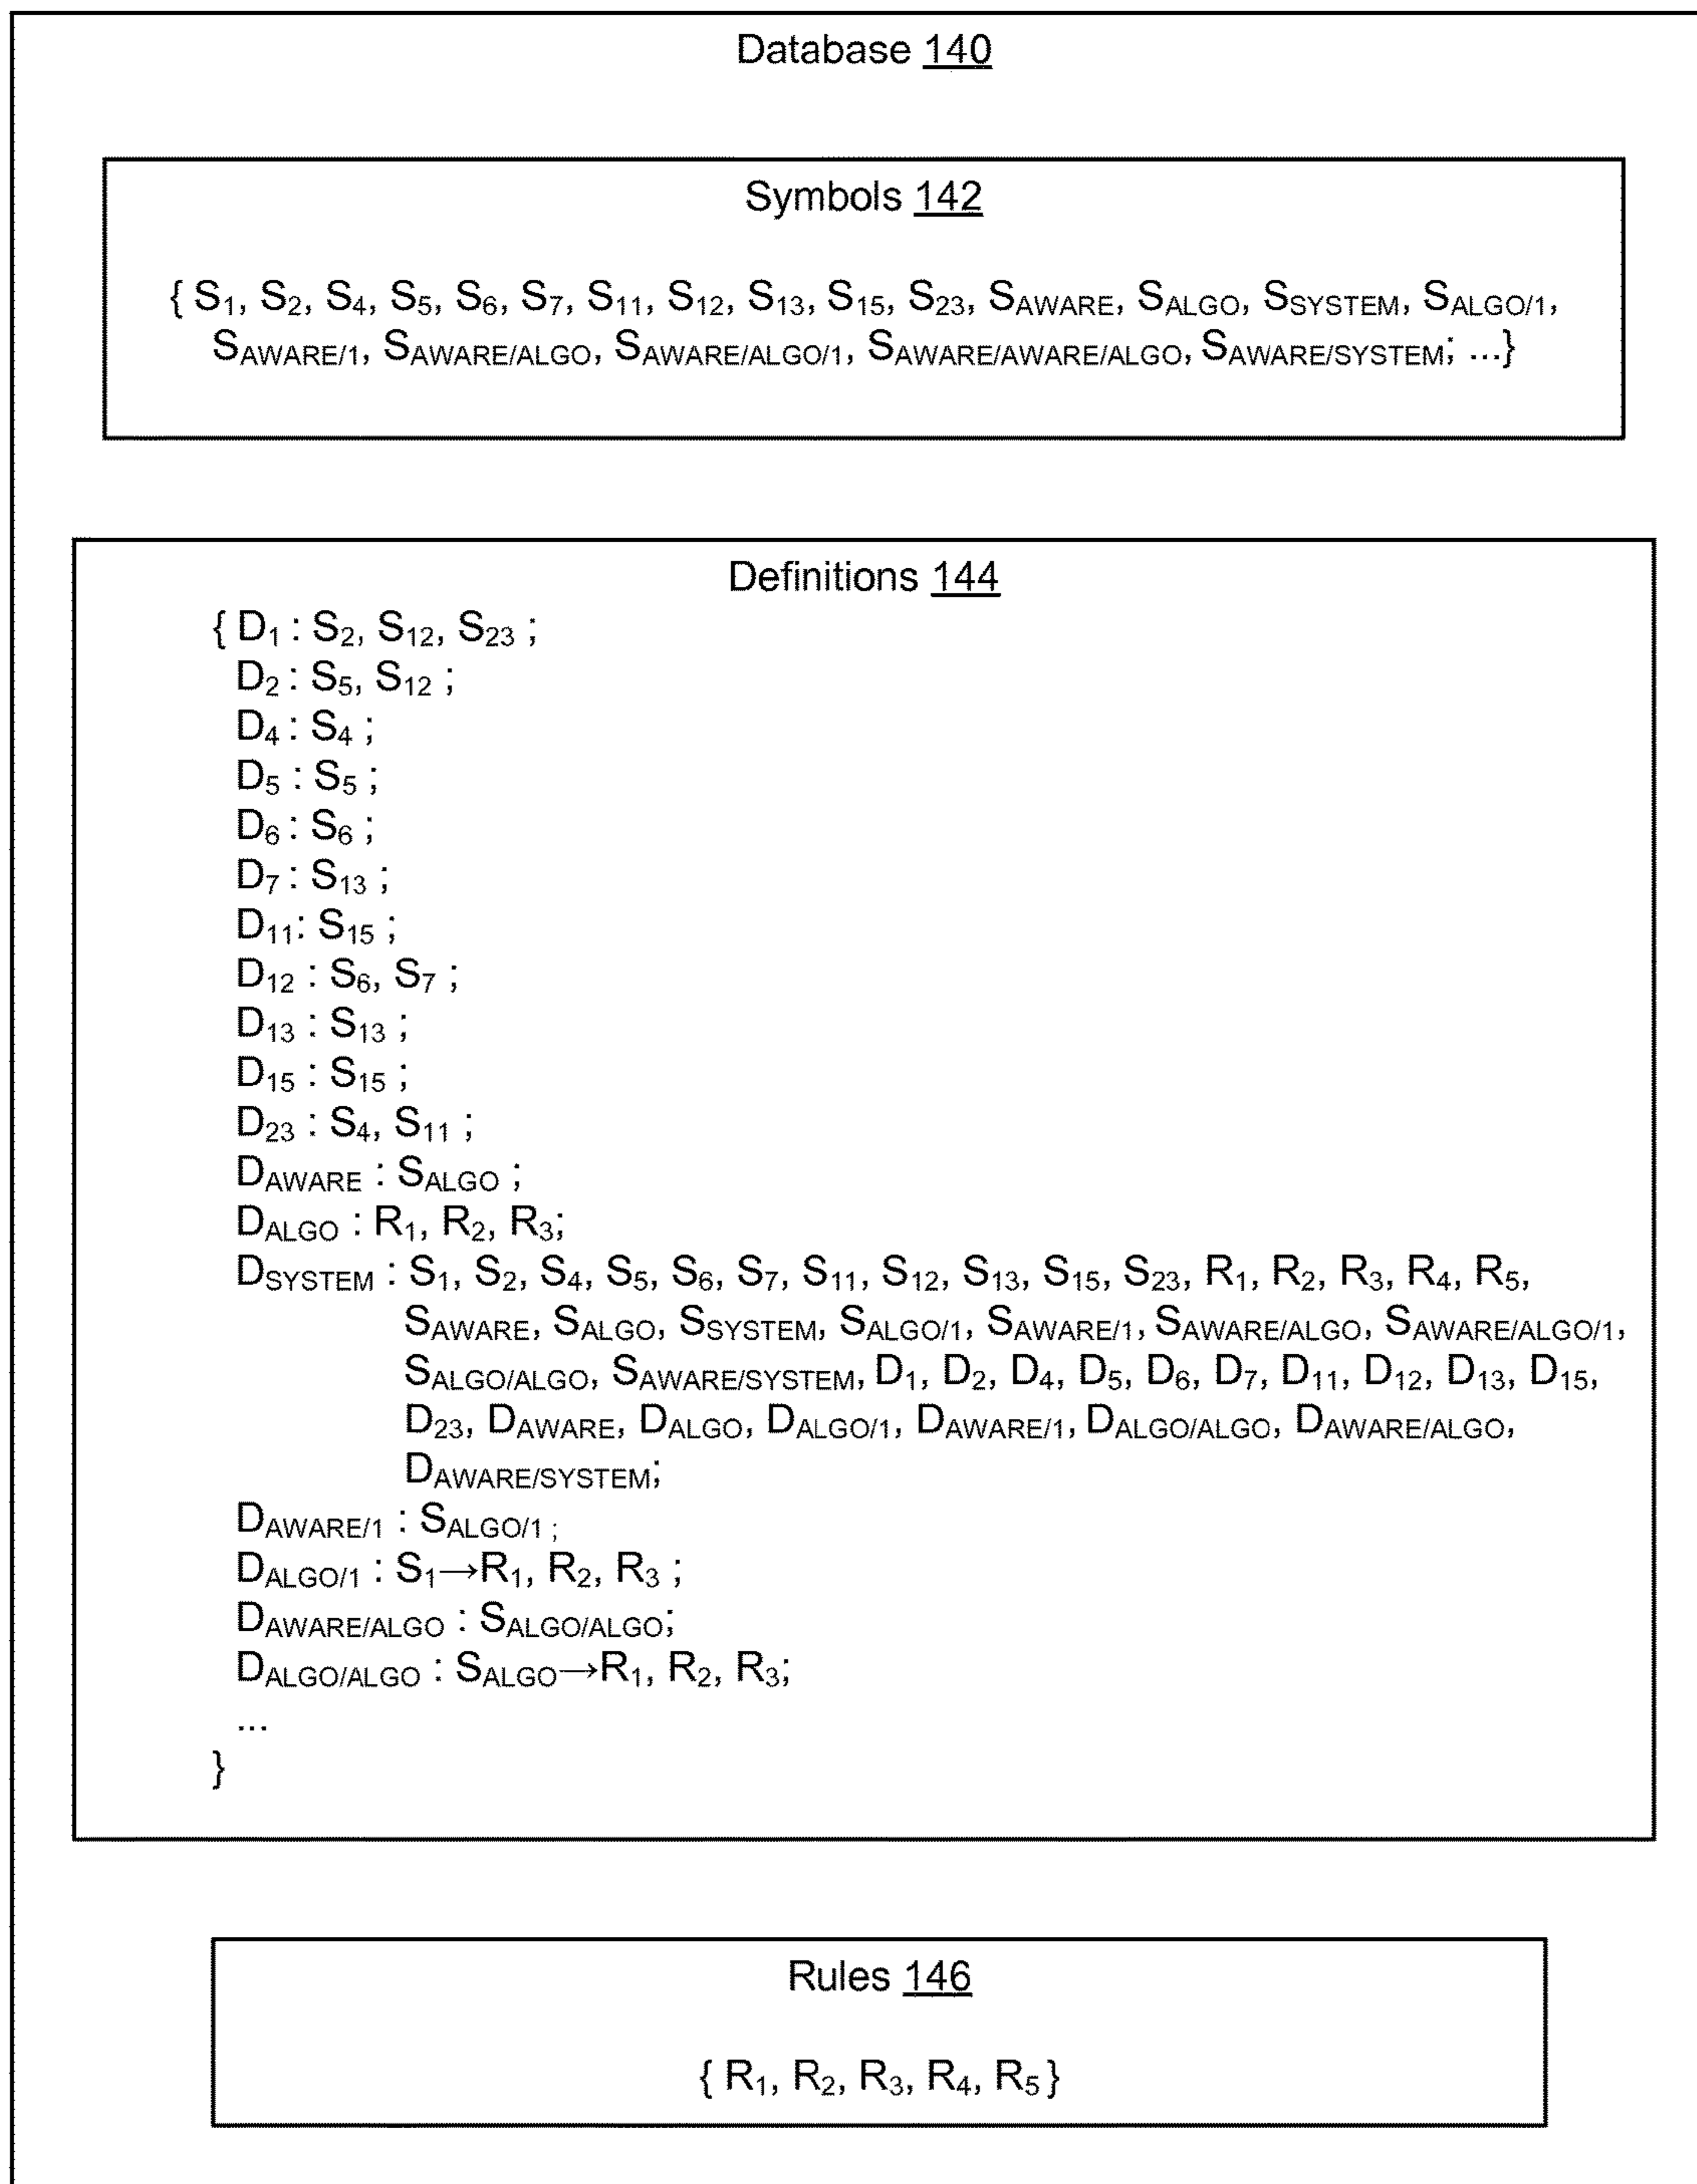 Database 140
Symbols 142
{ S1, S2, S4, S5, S6, S7, S11, S12, S13, S15, S23, SAWARE, SALGO, SSYSTEM, SALGO/1,
SAWARE/1, SAWARE/ALGO, SAWARE/ALGO/1, SAWARE/AWARE/ALGO, SAWARE/SYSTEM; ...}
Definitions 144
{ D1 : S2, S12, S23 ;
D2 : S5, S12 ;
D4 : S4 ;
D5 : S5 ;
D6 : S6 ;
D7 : S13 ;
D11: S15 ;
D12 : S6, S7 ;
D13 : S13 ;
D15 : S15 ;
D23 : S4, S11 ;
DAWARE : SALGO ;
DALGO : R1, R2, R3;
DSYSTEM : S1, S2, S4, S5, S6, S7, S11, S12, S13, S15, S23, R1, R2, R3, R4, R5,
SAWARE, SALGO, SSYSTEM, SALGO/1, SAWARE/1, SAWARE/ALGO, SAWARE/ALGO/1,
SALGO/ALGO, SAWARE/SYSTEM, D1, D2, D4, D5, D6, D7, D11, D12, D13, D15,
D23, DAWARE, DALGO, DALGO/1, DAWARE/1, DALGO/ALGO, DAWARE/ALGO,
DAWARE/SYSTEM;
DAWARE/1 : SALGO/1 ;
DALGO/1 : S1→R1, R2, R3 ;
DAWARE/ALGO : SALGO/ALGO;
DALGO/ALGO : SALGO→R1, R2, R3;
...
}
Rules 146
{ R1, R2, R3, R4, R5 }